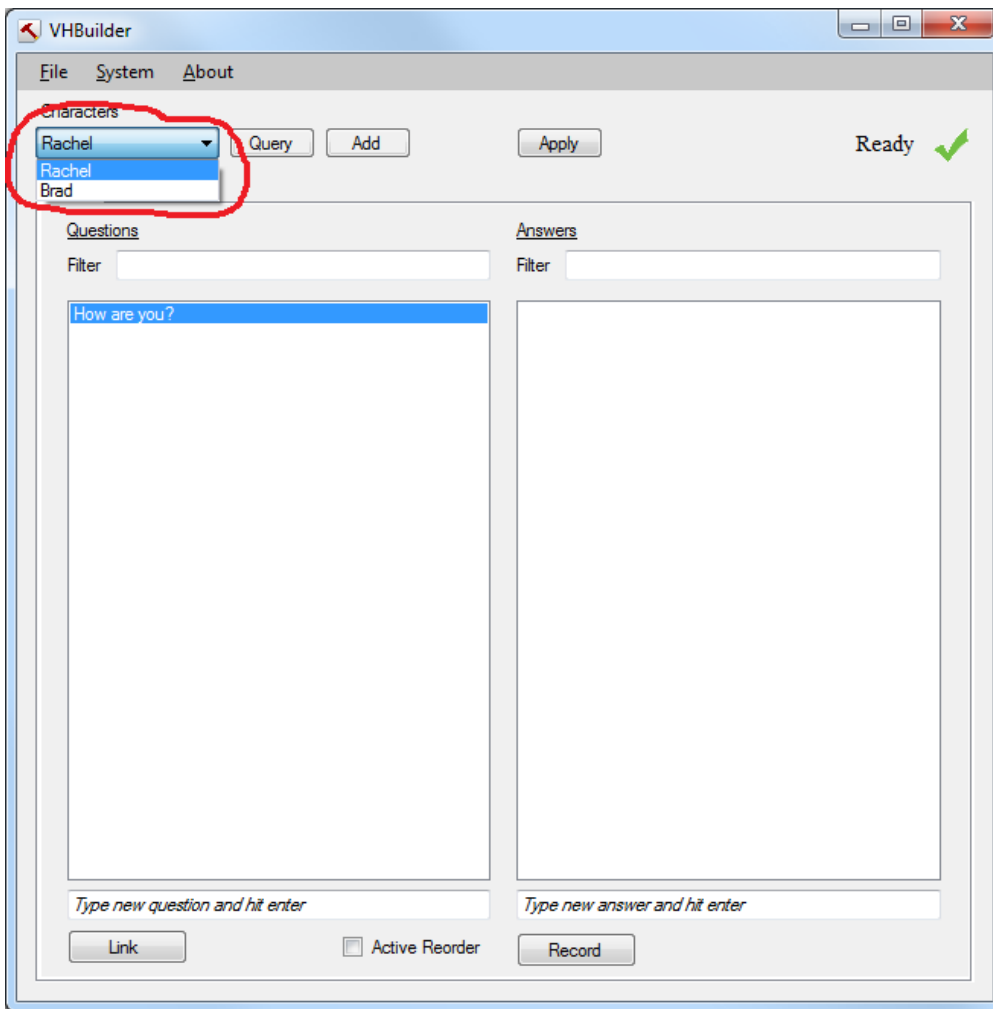 VHBuilder
File System About
Characters
Rachel Query Add Apply Ready
Rachel
Brad
Questions Answers
Filter Filter
How are you?
Type new question and hit enter Type new answer and hit enter
Link Active Reorder Record